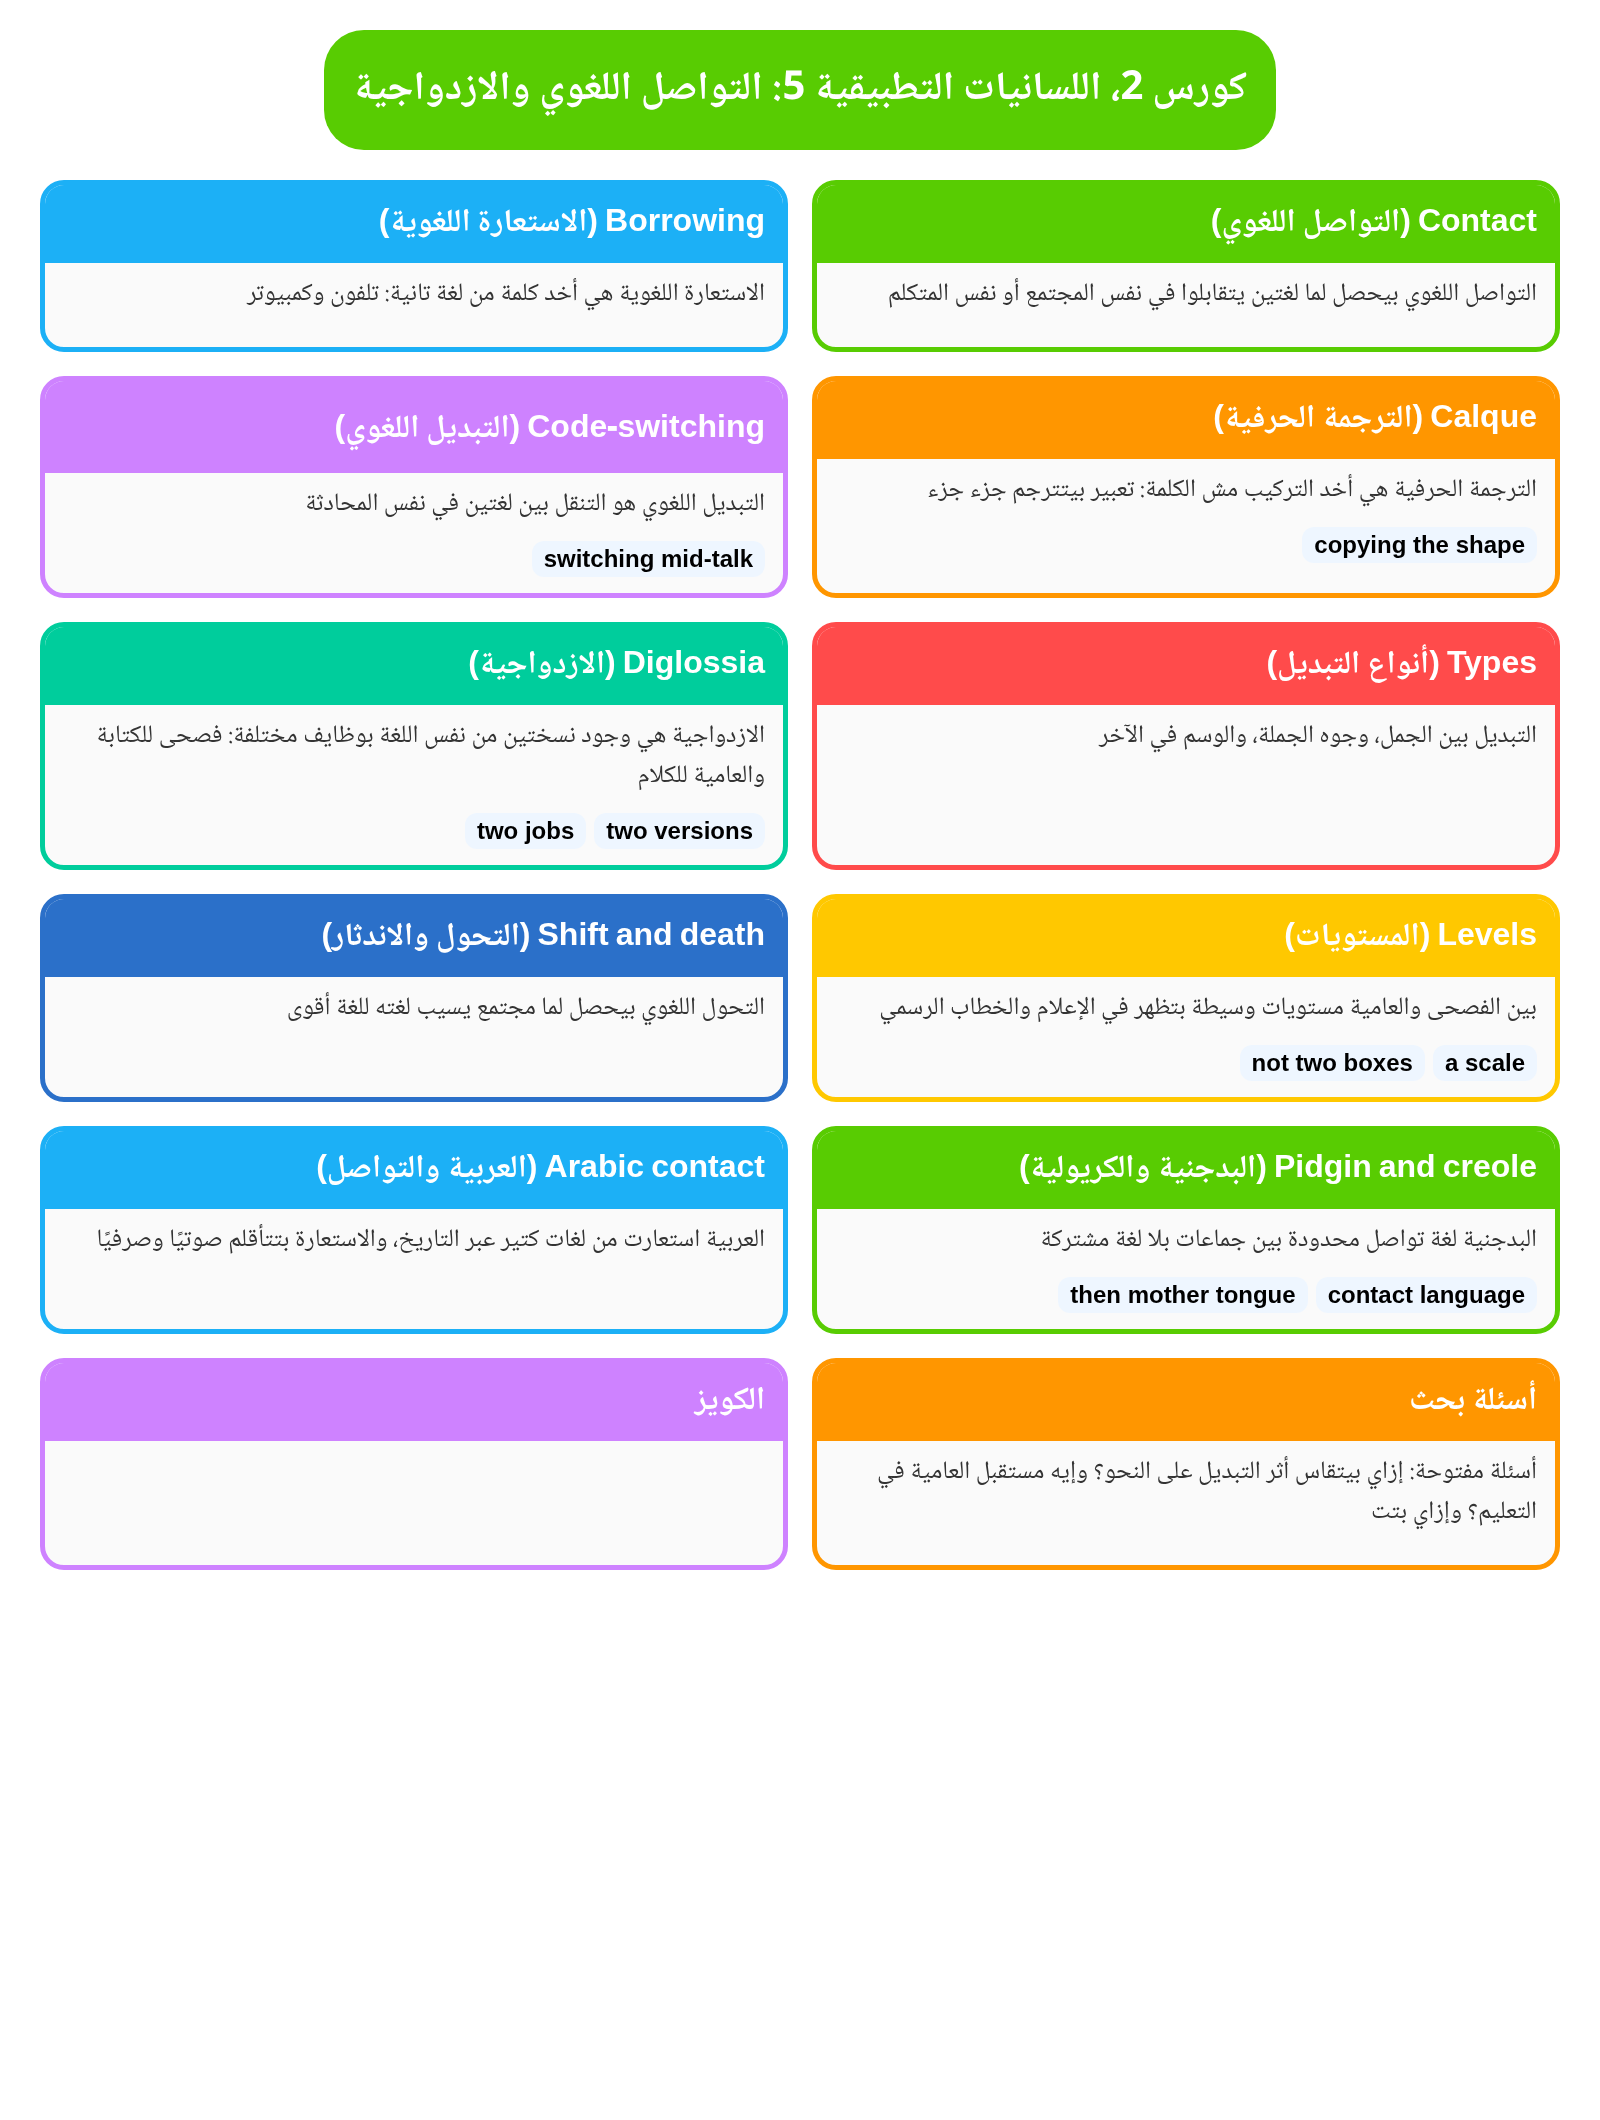 كورس 2، اللسانيات التطبيقية 5: التواصل اللغوي والازدواجية
Contact (التواصل اللغوي)
التواصل اللغوي بيحصل لما لغتين يتقابلوا في نفس المجتمع أو نفس المتكلم
Borrowing (الاستعارة اللغوية)
الاستعارة اللغوية هي أخد كلمة من لغة تانية: تلفون وكمبيوتر
Calque (الترجمة الحرفية)
الترجمة الحرفية هي أخد التركيب مش الكلمة: تعبير بيتترجم جزء جزء
copying the shape
Code-switching (التبديل اللغوي)
التبديل اللغوي هو التنقل بين لغتين في نفس المحادثة
switching mid-talk
Types (أنواع التبديل)
التبديل بين الجمل، وجوه الجملة، والوسم في الآخر
Diglossia (الازدواجية)
الازدواجية هي وجود نسختين من نفس اللغة بوظايف مختلفة: فصحى للكتابة
والعامية للكلام
two versions two jobs
Levels (المستويات)
بين الفصحى والعامية مستويات وسيطة بتظهر في الإعلام والخطاب الرسمي
a scale not two boxes
Shift and death (التحول والاندثار)
التحول اللغوي بيحصل لما مجتمع يسيب لغته للغة أقوى
Pidgin and creole (البدجنية والكريولية)
البدجنية لغة تواصل محدودة بين جماعات بلا لغة مشتركة
contact language then mother tongue
Arabic contact (العربية والتواصل)
العربية استعارت من لغات كتير عبر التاريخ، والاستعارة بتتأقلم صوتيًا وصرفيًا
أسئلة بحث
أسئلة مفتوحة: إزاي بيتقاس أثر التبديل على النحو؟ وإيه مستقبل العامية في
التعليم؟ وإزاي بتت
الكويز